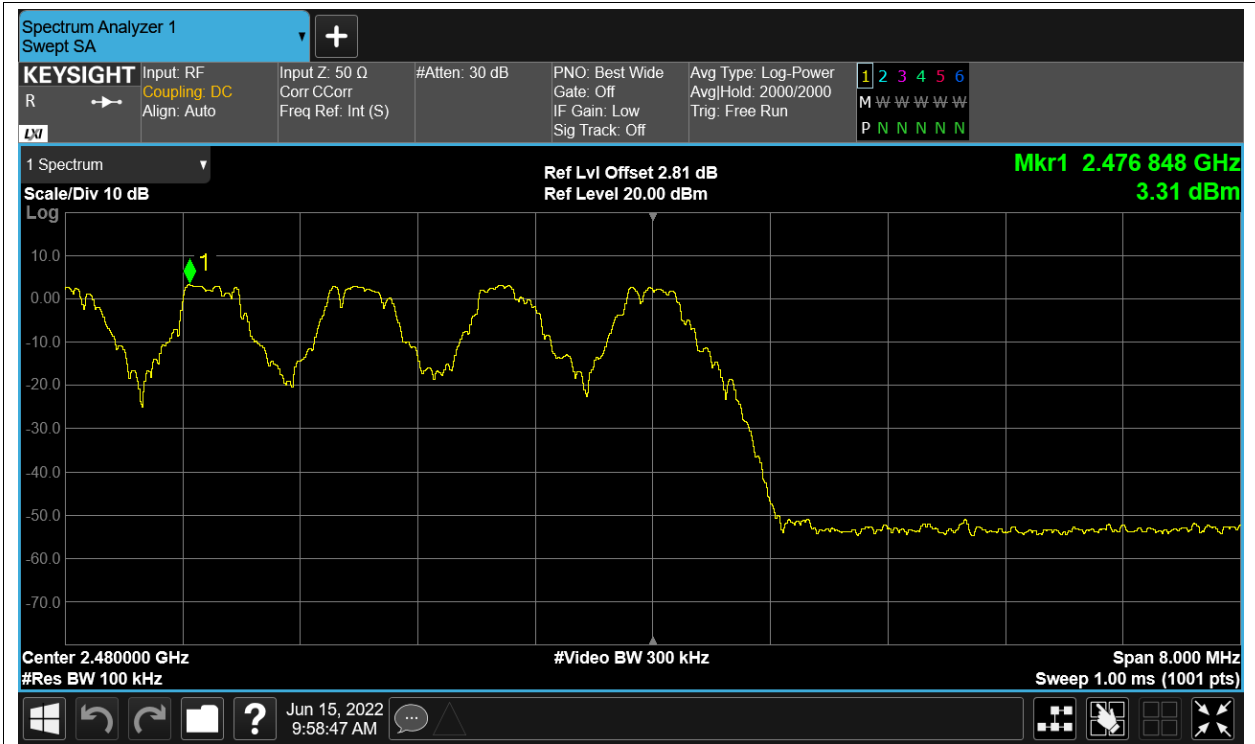 Spectrum Analyzer 1
Swept SA
KEYSIGHT
R
LXI
Input: RF
Coupling: DC
Align: Auto
Input Z: 50 Ω
Corr CCorr
Freq Ref: Int (S)
#Atten: 30 dB
PNO: Best Wide
Gate: Off
IF Gain: Low
Sig Track: Off
Avg Type: Log-Power
Avg|Hold: 2000/2000
Trig: Free Run
1 2 3 4 5 6
M W W W W W
P N N N N N
1 Spectrum
Scale/Div 10 dB
Log
Ref Lvl Offset 2.81 dB
Ref Level 20.00 dBm
Mkr1 2.476 848 GHz
3.31 dBm
1
10.0
0.00
-10.0
-20.0
-30.0
-40.0
-50.0
-60.0
-70.0
Center 2.480000 GHz
#Res BW 100 kHz
#Video BW 300 kHz
Span 8.000 MHz
Sweep 1.00 ms (1001 pts)
?
Jun 15, 2022
9:58:47 AM